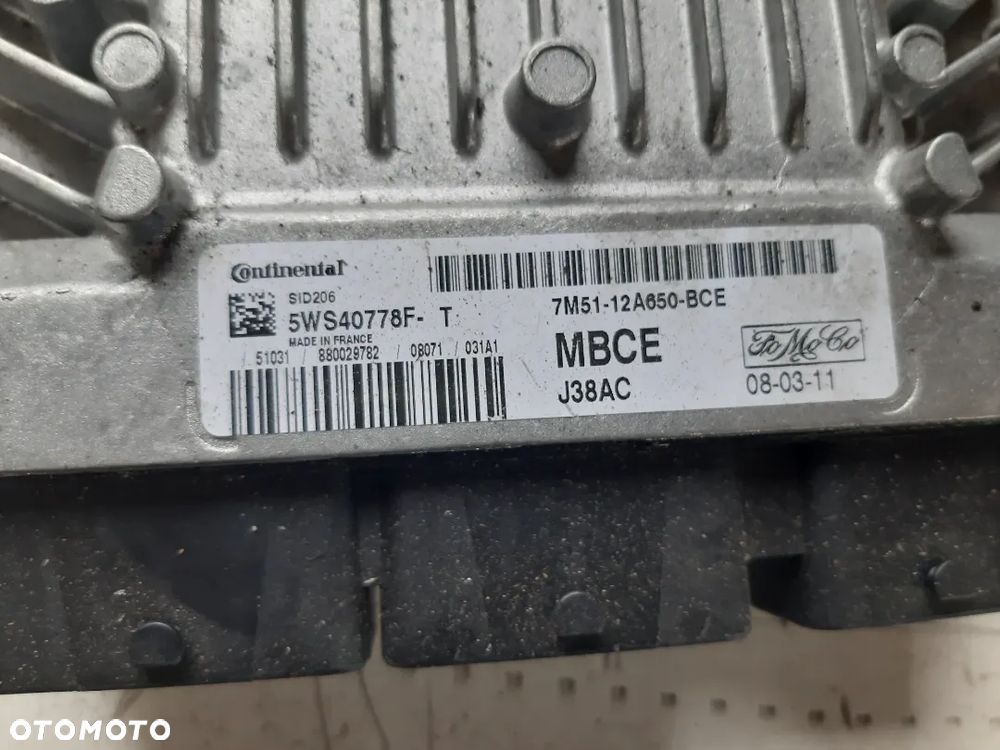 Continental
SID206
5WS40778F- T
MADE IN FRANCE
/ 51031 / 880029782 / 08071 / 031A1
7M51-12A650-BCE
MBCE
J38AC
FoMoCo
08-03-11
OTOMOTO